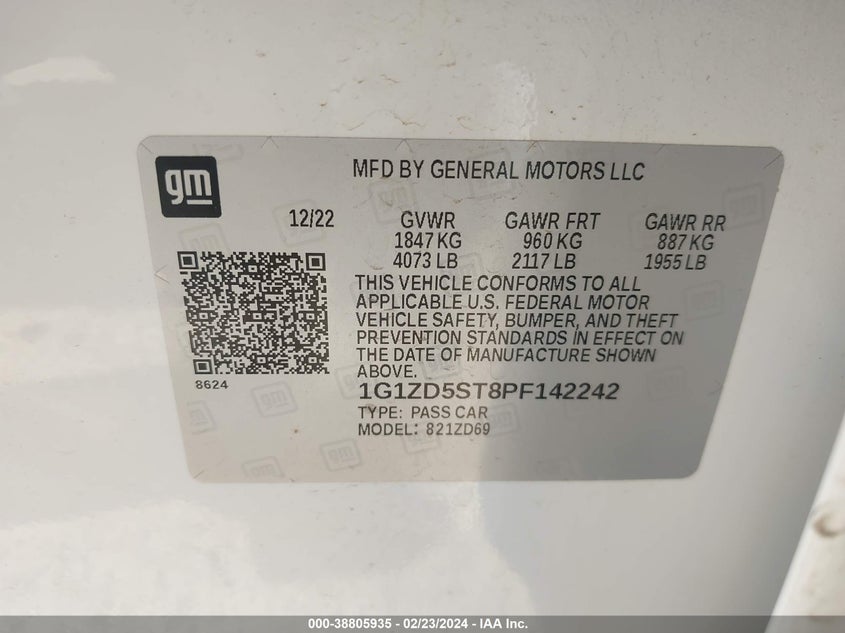 gm
MFD BY GENERAL MOTORS LLC
12/22 GVWR GAWR FRT GAWR RR
1847 KG 960 KG 887 KG
4073 LB 2117 LB 1955 LB
THIS VEHICLE CONFORMS TO ALL
APPLICABLE U.S. FEDERAL MOTOR
VEHICLE SAFETY, BUMPER, AND THEFT
PREVENTION STANDARDS IN EFFECT ON
THE DATE OF MANUFACTURE SHOWN
ABOVE.
8624
1G1ZD5ST8PF142242
TYPE: PASS CAR
MODEL: 821ZD69
000-38805935 - 02/23/2024 - IAA Inc.